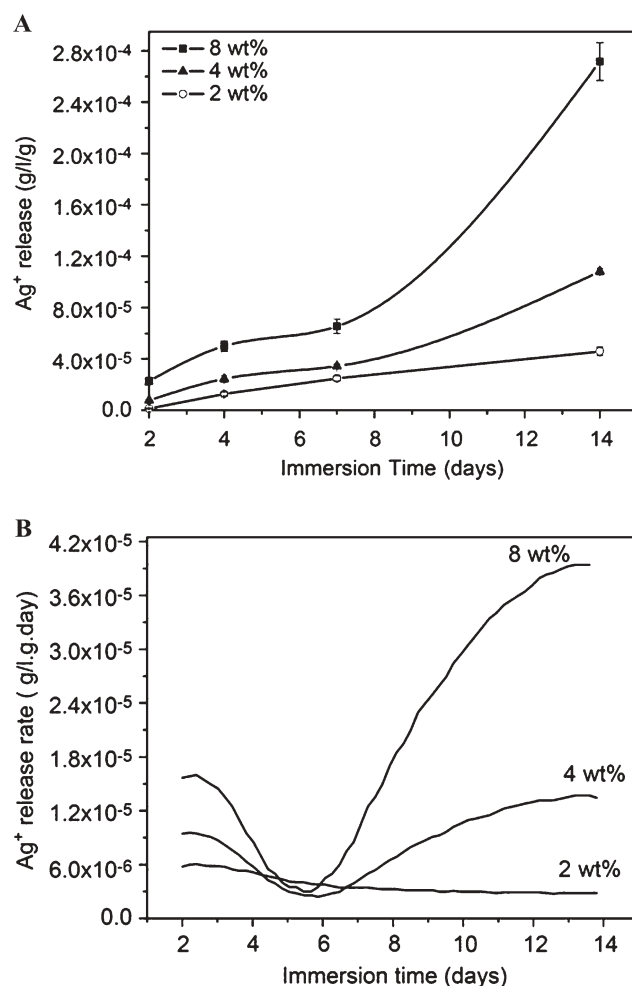 A
8 wt%
4 wt%
2 wt%
Ag⁺ release (g/l/g)
2.8x10⁻⁴
2.4x10⁻⁴
2.0x10⁻⁴
1.6x10⁻⁴
1.2x10⁻⁴
8.0x10⁻⁵
4.0x10⁻⁵
0.0
2 4 6 8 10 12 14
Immersion Time (days)
B
Ag⁺ release rate ( g/l.g.day)
4.2x10⁻⁵
3.6x10⁻⁵
3.0x10⁻⁵
2.4x10⁻⁵
1.8x10⁻⁵
1.2x10⁻⁵
6.0x10⁻⁶
0.0
8 wt%
4 wt%
2 wt%
2 4 6 8 10 12 14
Immersion time (days)